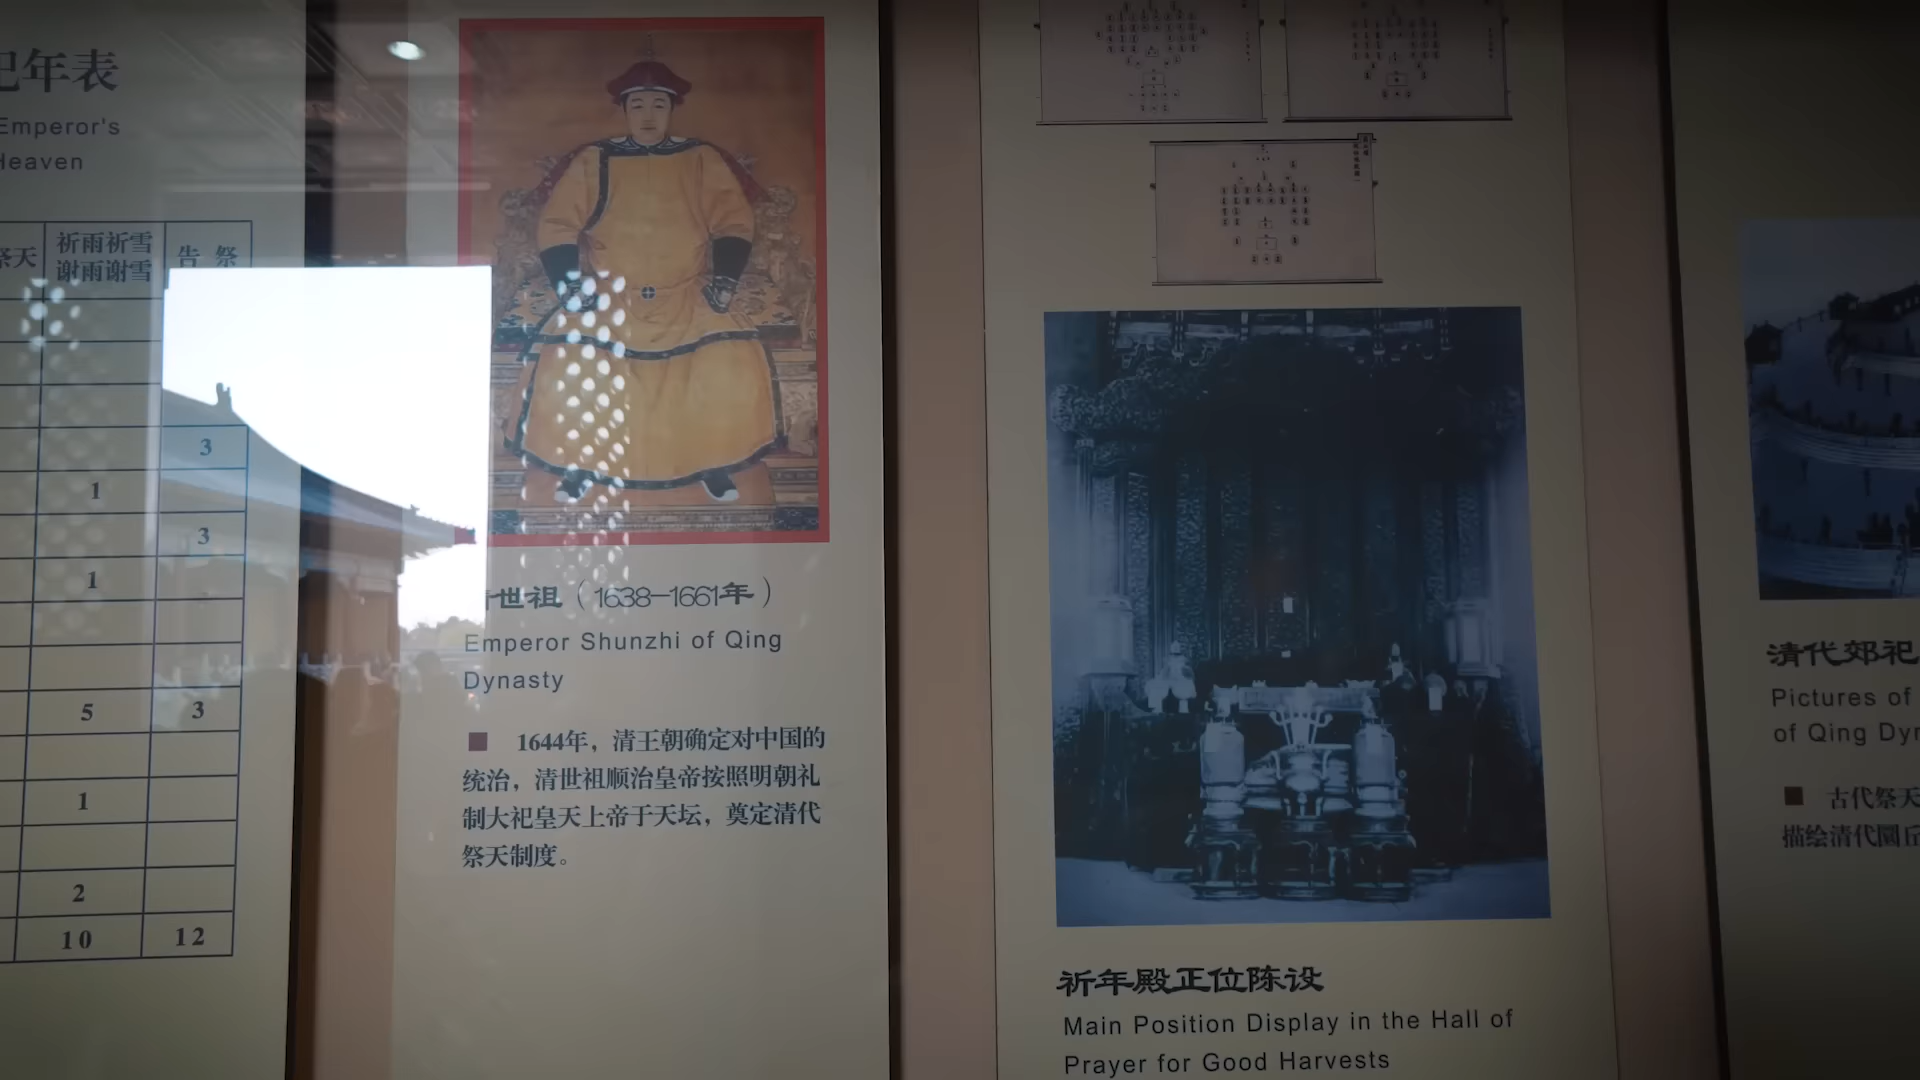 祀年表
Emperor's
Heaven
祭天 祈雨祈雪 告 祭
谢雨谢雪
3
1
3
1
5 3
1
2
10 12
世祖（1638—1661年）
Emperor Shunzhi of Qing
Dynasty
1644年，清王朝确定对中国的
统治，清世祖顺治皇帝按照明朝礼
制大祀皇天上帝于天坛，奠定清代
祭天制度。
祈年殿正位陈设
Main Position Display in the Hall of
Prayer for Good Harvests
清代郊祀
Pictures of
of Qing Dyn
古代祭天
描绘清代圜丘